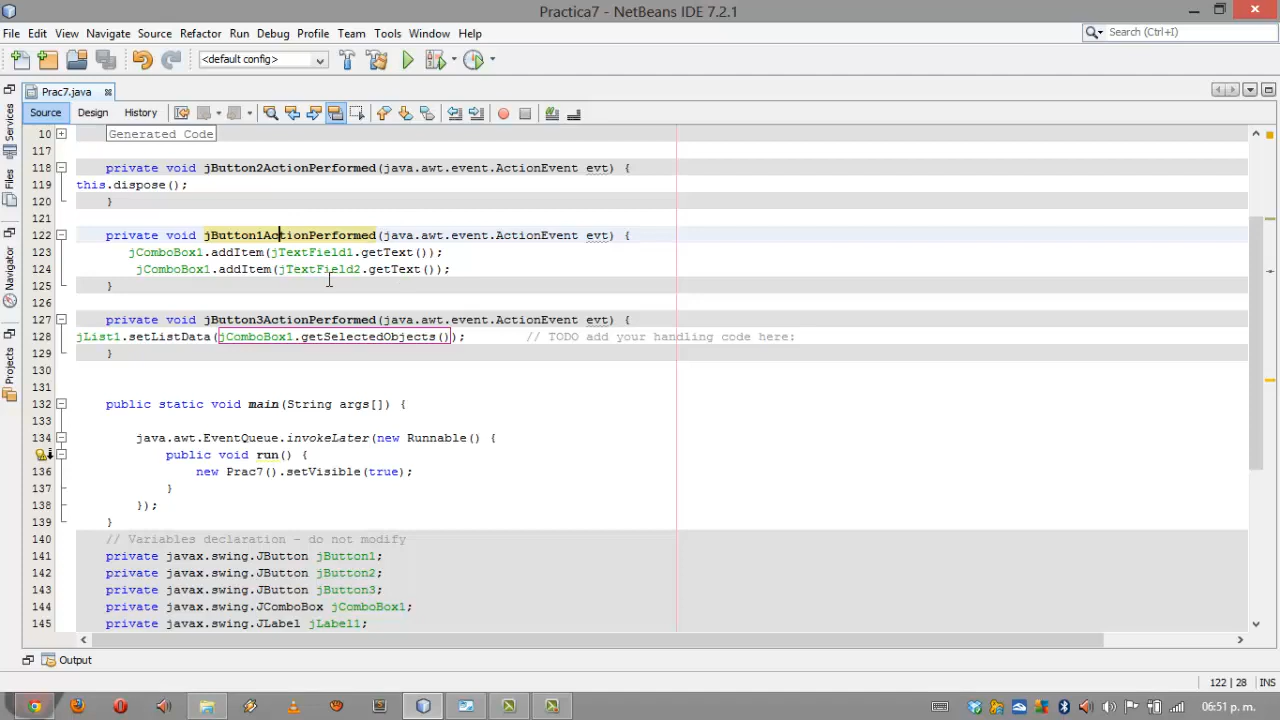 Practica7 - NetBeans IDE 7.2.1
File Edit View Navigate Source Refactor Run Debug Profile Team Tools Window Help
Search (Ctrl+I)
<default config>
Prac7.java
Source Design History
Services
Files
Navigator
Projects
10 Generated Code
117
118 private void jButton2ActionPerformed(java.awt.event.ActionEvent evt) {
119 this.dispose();
120 }
121
122 private void jButton1ActionPerformed(java.awt.event.ActionEvent evt) {
123 jComboBox1.addItem(jTextField1.getText());
124 jComboBox1.addItem(jTextField2.getText());
125 }
126
127 private void jButton3ActionPerformed(java.awt.event.ActionEvent evt) {
128 jList1.setListData(jComboBox1.getSelectedObjects()); // TODO add your handling code here:
129 }
130
131
132 public static void main(String args[]) {
133
134 java.awt.EventQueue.invokeLater(new Runnable() {
public void run() {
136 new Prac7().setVisible(true);
137 }
138 });
139 }
140 // Variables declaration - do not modify
141 private javax.swing.JButton jButton1;
142 private javax.swing.JButton jButton2;
143 private javax.swing.JButton jButton3;
144 private javax.swing.JComboBox jComboBox1;
145 private javax.swing.JLabel jLabel1;
Output
122 | 28 INS
06:51 p. m.